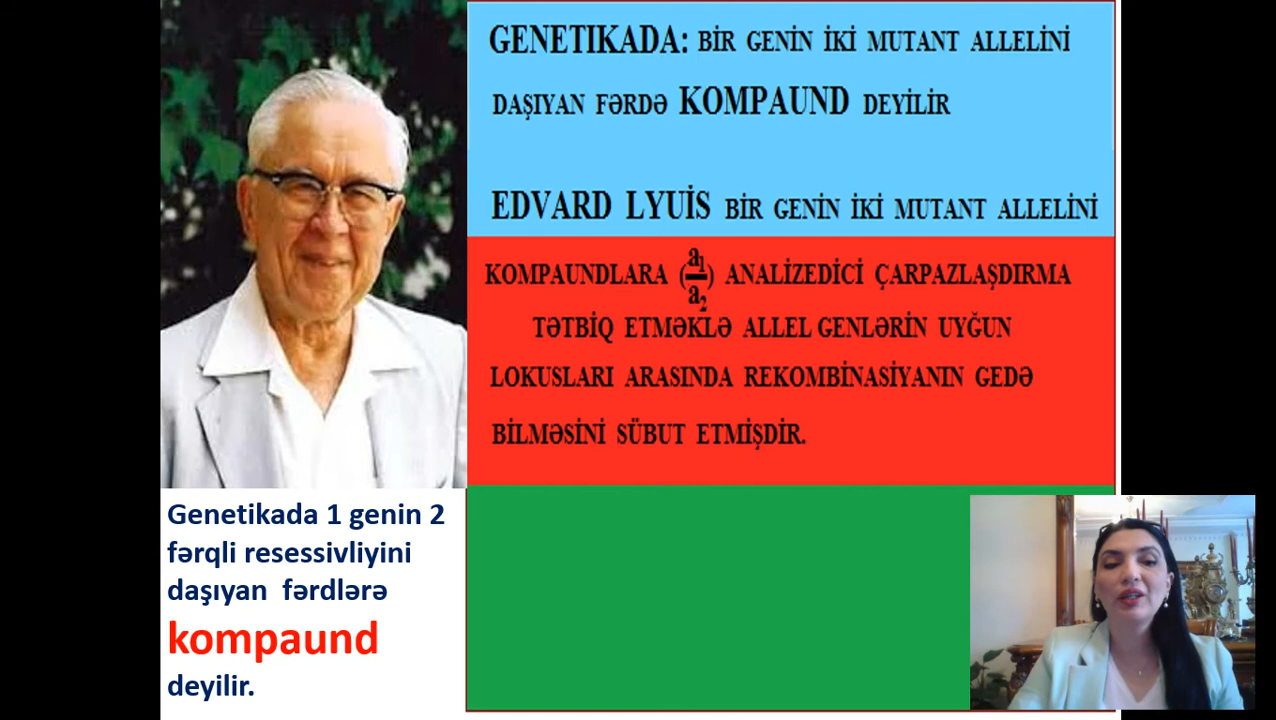 GENETIKADA: BİR GENİN İKİ MUTANT ALLELİNİ
DAŞIYAN FƏRDƏ KOMPAUND DEYİLİR
EDVARD LYUİS BİR GENİN İKİ MUTANT ALLELİNİ
KOMPAUNDLARA (a1/a2) ANALİZEDİCİ ÇARPAZLAŞDIRMA
TƏTBİQ ETMƏKLƏ ALLEL GENLƏRİN UYĞUN
LOKUSLARI ARASINDA REKOMBİNASİYANIN GEDƏ
BİLMƏSİNİ SÜBUT ETMİŞDİR.
Genetikada 1 genin 2
fərqli resessivliyini
daşıyan fərdlərə
kompaund
deyilir.